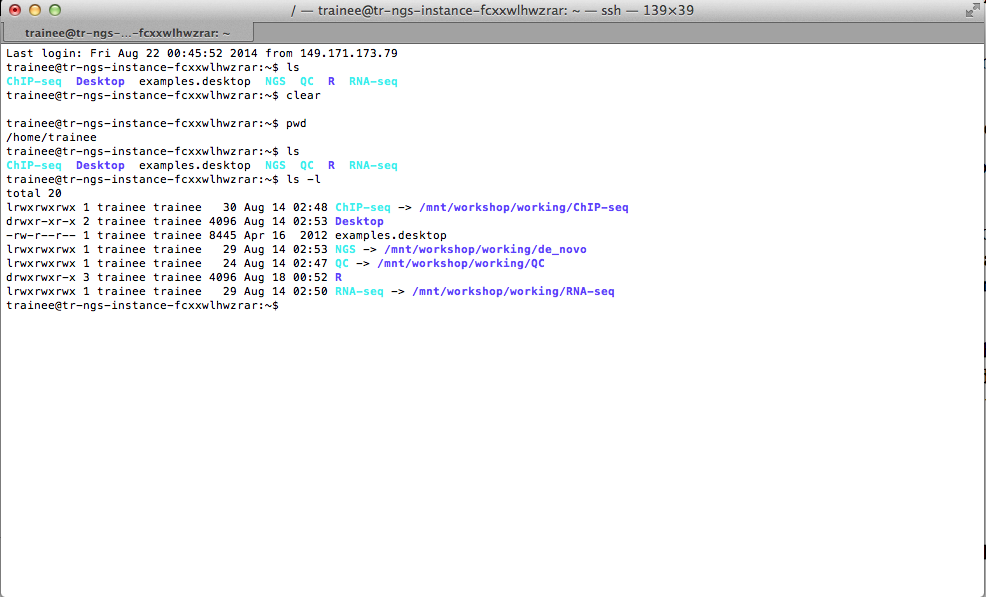 / — trainee@tr-ngs-instance-fcxxwlhwzrar: ~ — ssh — 139×39
trainee@tr-ngs-...-fcxxwlhwzrar: ~
Last login: Fri Aug 22 00:45:52 2014 from 149.171.173.79
trainee@tr-ngs-instance-fcxxwlhwzrar:~$ ls
ChIP-seq  Desktop  examples.desktop  NGS  QC  R  RNA-seq
trainee@tr-ngs-instance-fcxxwlhwzrar:~$ clear
trainee@tr-ngs-instance-fcxxwlhwzrar:~$ pwd
/home/trainee
trainee@tr-ngs-instance-fcxxwlhwzrar:~$ ls
ChIP-seq  Desktop  examples.desktop  NGS  QC  R  RNA-seq
trainee@tr-ngs-instance-fcxxwlhwzrar:~$ ls -l
total 20
lrwxrwxrwx 1 trainee trainee   30 Aug 14 02:48 ChIP-seq -> /mnt/workshop/working/ChIP-seq
drwxr-xr-x 2 trainee trainee 4096 Aug 14 02:53 Desktop
-rw-r--r-- 1 trainee trainee 8445 Apr 16  2012 examples.desktop
lrwxrwxrwx 1 trainee trainee   29 Aug 14 02:53 NGS -> /mnt/workshop/working/de_novo
lrwxrwxrwx 1 trainee trainee   24 Aug 14 02:47 QC -> /mnt/workshop/working/QC
drwxrwxr-x 3 trainee trainee 4096 Aug 18 00:52 R
lrwxrwxrwx 1 trainee trainee   29 Aug 14 02:50 RNA-seq -> /mnt/workshop/working/RNA-seq
trainee@tr-ngs-instance-fcxxwlhwzrar:~$